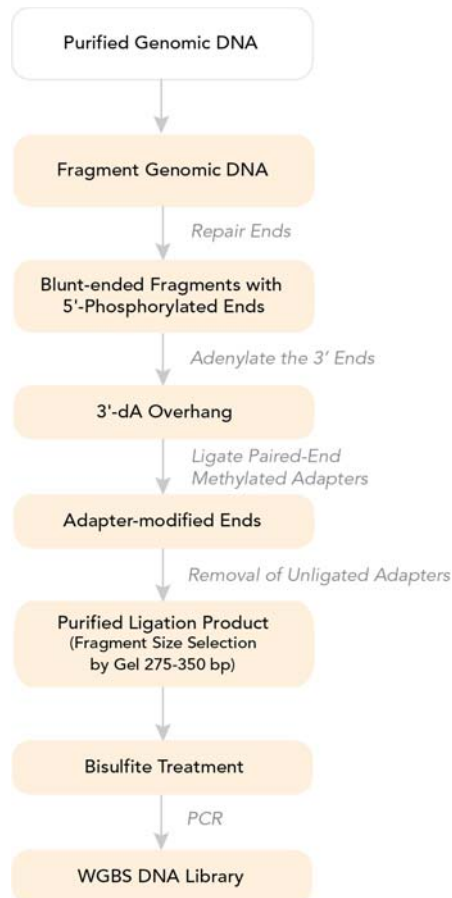 Purified Genomic DNA
Fragment Genomic DNA
Repair Ends
Blunt-ended Fragments with
5'-Phosphorylated Ends
Adenylate the 3’ Ends
3'-dA Overhang
Ligate Paired-End
Methylated Adapters
Adapter-modified Ends
Removal of Unligated Adapters
Purified Ligation Product
(Fragment Size Selection
by Gel 275-350 bp)
Bisulfite Treatment
PCR
WGBS DNA Library